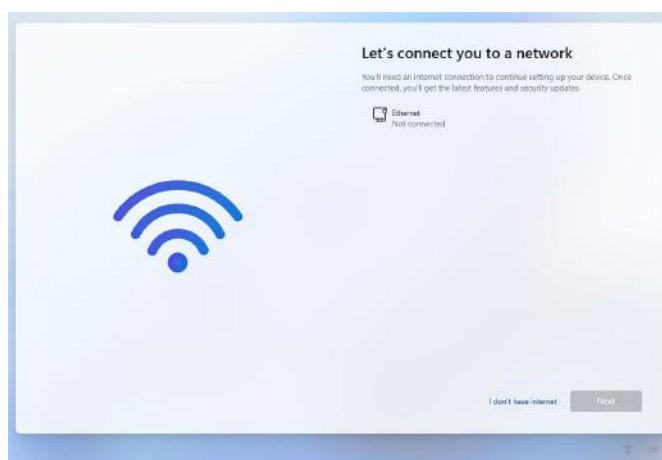 Let's connect you to a network
You'll need an internet connection to continue setting up your device. Once
connected, you'll get the latest features and security updates.
Ethernet
Not connected
I don't have internet
Next